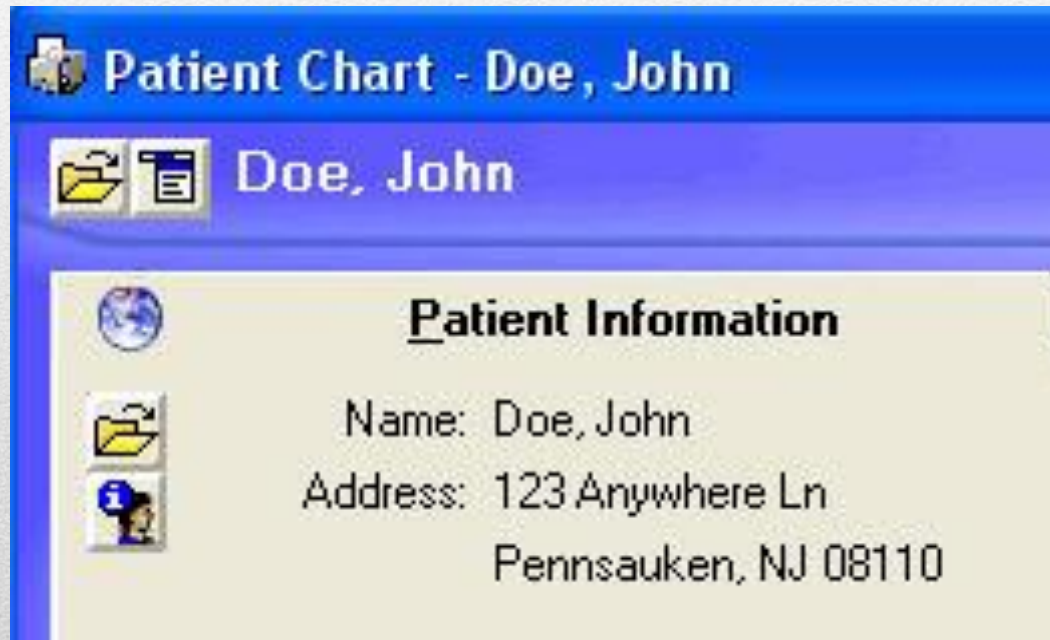 Patient Chart - Doe, John
Doe, John
Patient Information
Name: Doe, John
Address: 123 Anywhere Ln
Pennsauken, NJ 08110